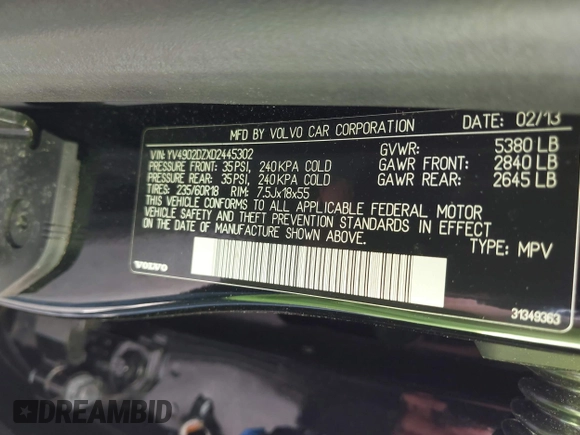 DATE: 02/13
MFD BY VOLVO CAR CORPORATION
VIN: YV4902DZXD2445302
PRESSURE FRONT: 35PSI, 240KPA COLD
PRESSURE REAR: 35PSI, 240KPA COLD
TIRES: 235/60R18 RIM: 7.5Jx18x55
GVWR: 5380 LB
GAWR FRONT: 2840 LB
GAWR REAR: 2645 LB
THIS VEHICLE CONFORMS TO ALL APPLICABLE FEDERAL MOTOR
VEHICLE SAFETY AND THEFT PREVENTION STANDARDS IN EFFECT
ON THE DATE OF MANUFACTURE SHOWN ABOVE.
TYPE: MPV
VOLVO
31349363
DREAMBID